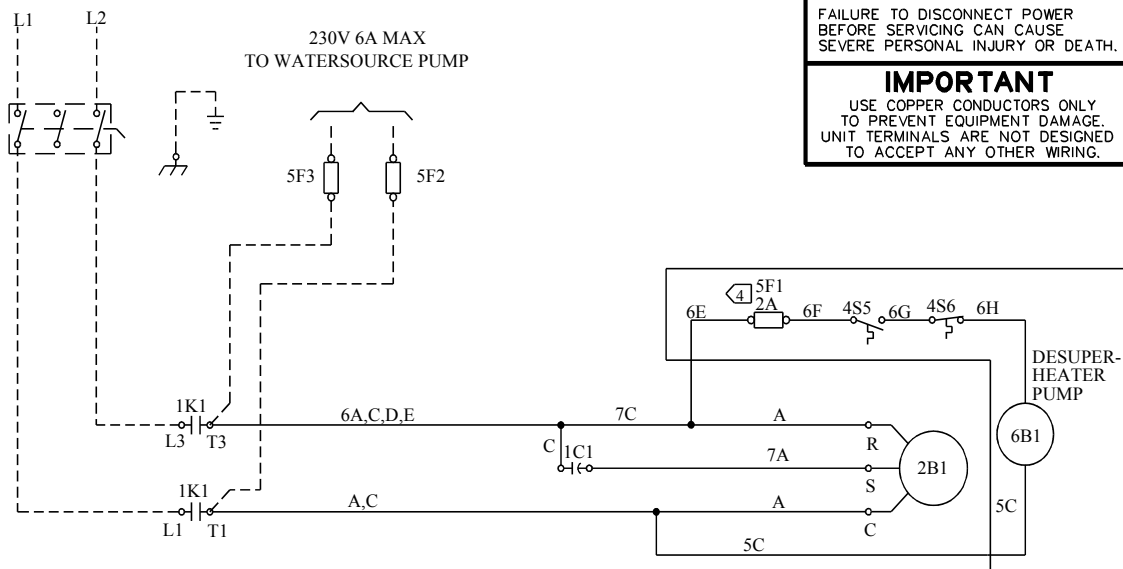 L1
L2
230V 6A MAX
TO WATERSOURCE PUMP
FAILURE TO DISCONNECT POWER
BEFORE SERVICING CAN CAUSE
SEVERE PERSONAL INJURY OR DEATH.
IMPORTANT
USE COPPER CONDUCTORS ONLY
TO PREVENT EQUIPMENT DAMAGE.
UNIT TERMINALS ARE NOT DESIGNED
TO ACCEPT ANY OTHER WIRING.
5F3
5F2
4
5F1
2A
6E
6F
4S5
6G
4S6
6H
DESUPER-
HEATER
PUMP
6B1
1K1
L3
T3
6A,C,D,E
7C
A
R
C
1C1
7A
S
2B1
1K1
L1
T1
A,C
A
C
5C
5C